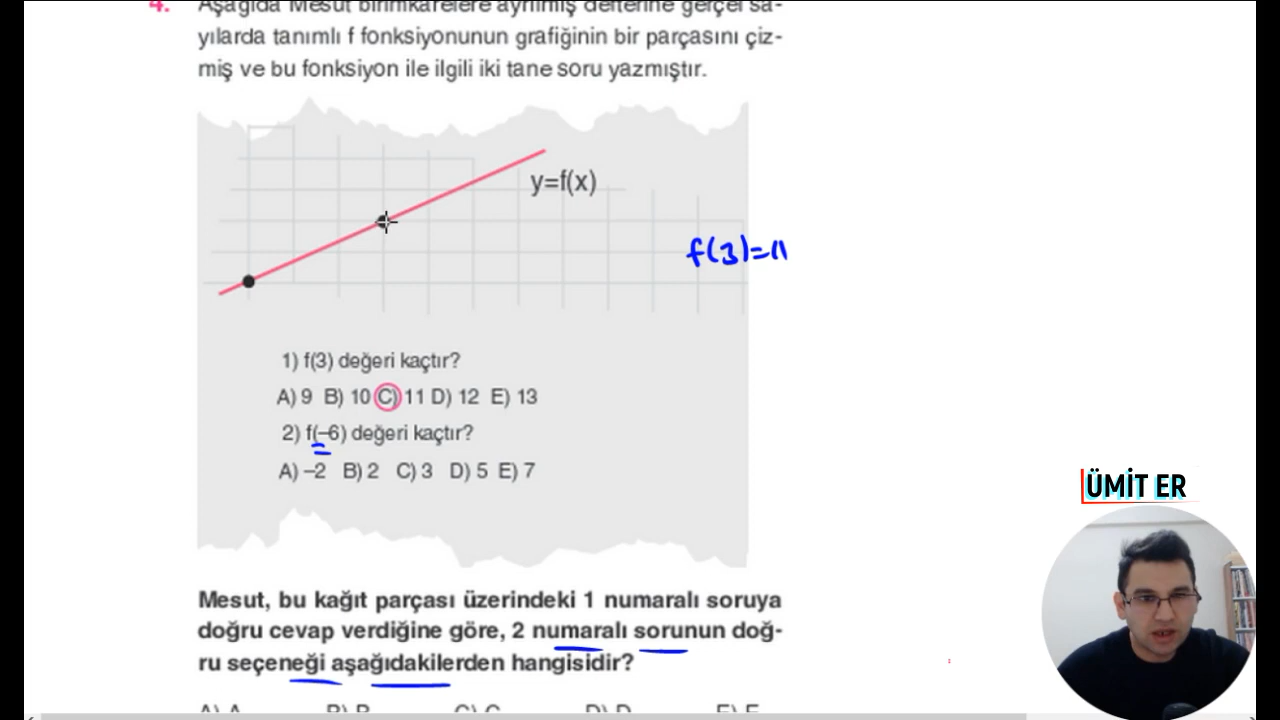 4. Aşağıda Mesut birimkarelere ayrılmış defterine gerçel sa-
yılarda tanımlı f fonksiyonunun grafiğinin bir parçasını çiz-
miş ve bu fonksiyon ile ilgili iki tane soru yazmıştır.
y=f(x)
f(3)=11
1) f(3) değeri kaçtır?
A) 9 B) 10 C) 11 D) 12 E) 13
2) f(–6) değeri kaçtır?
A) –2 B) 2 C) 3 D) 5 E) 7
ÜMİT ER
Mesut, bu kağıt parçası üzerindeki 1 numaralı soruya
doğru cevap verdiğine göre, 2 numaralı sorunun doğ-
ru seçeneği aşağıdakilerden hangisidir?
A) A B) B C) C D) D E) E